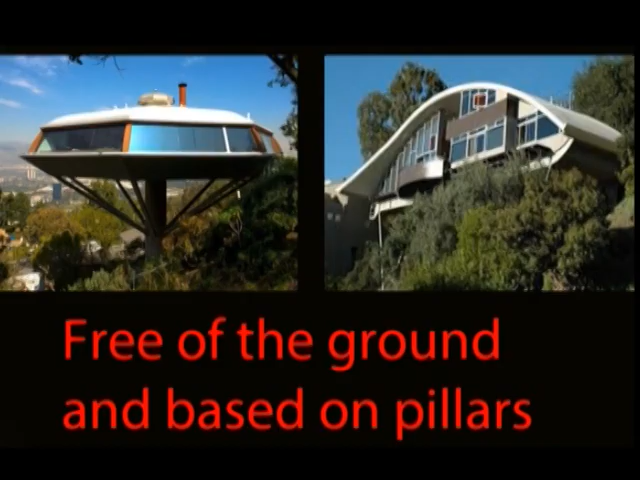 Free of the ground
and based on pillars